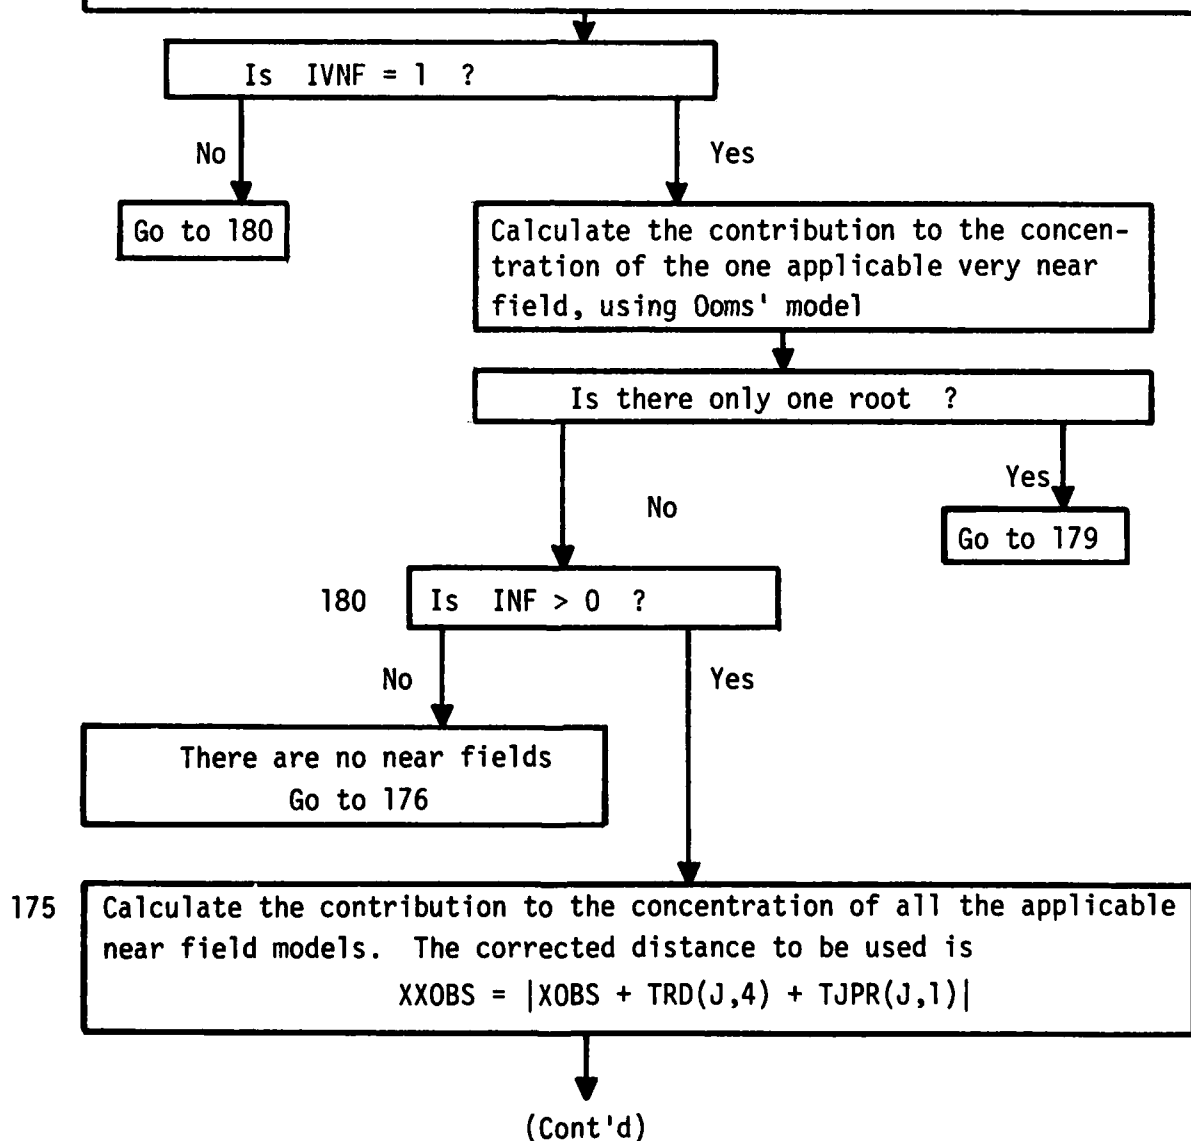 Is IVNF = 1 ?
No
Yes
Go to 180
Calculate the contribution to the concen-
tration of the one applicable very near
field, using Ooms' model
Is there only one root ?
Yes
No
Go to 179
180
Is INF > 0 ?
No
Yes
There are no near fields
Go to 176
175
Calculate the contribution to the concentration of all the applicable
near field models. The corrected distance to be used is
XXOBS = |XOBS + TRD(J,4) + TJPR(J,1)|
(Cont'd)